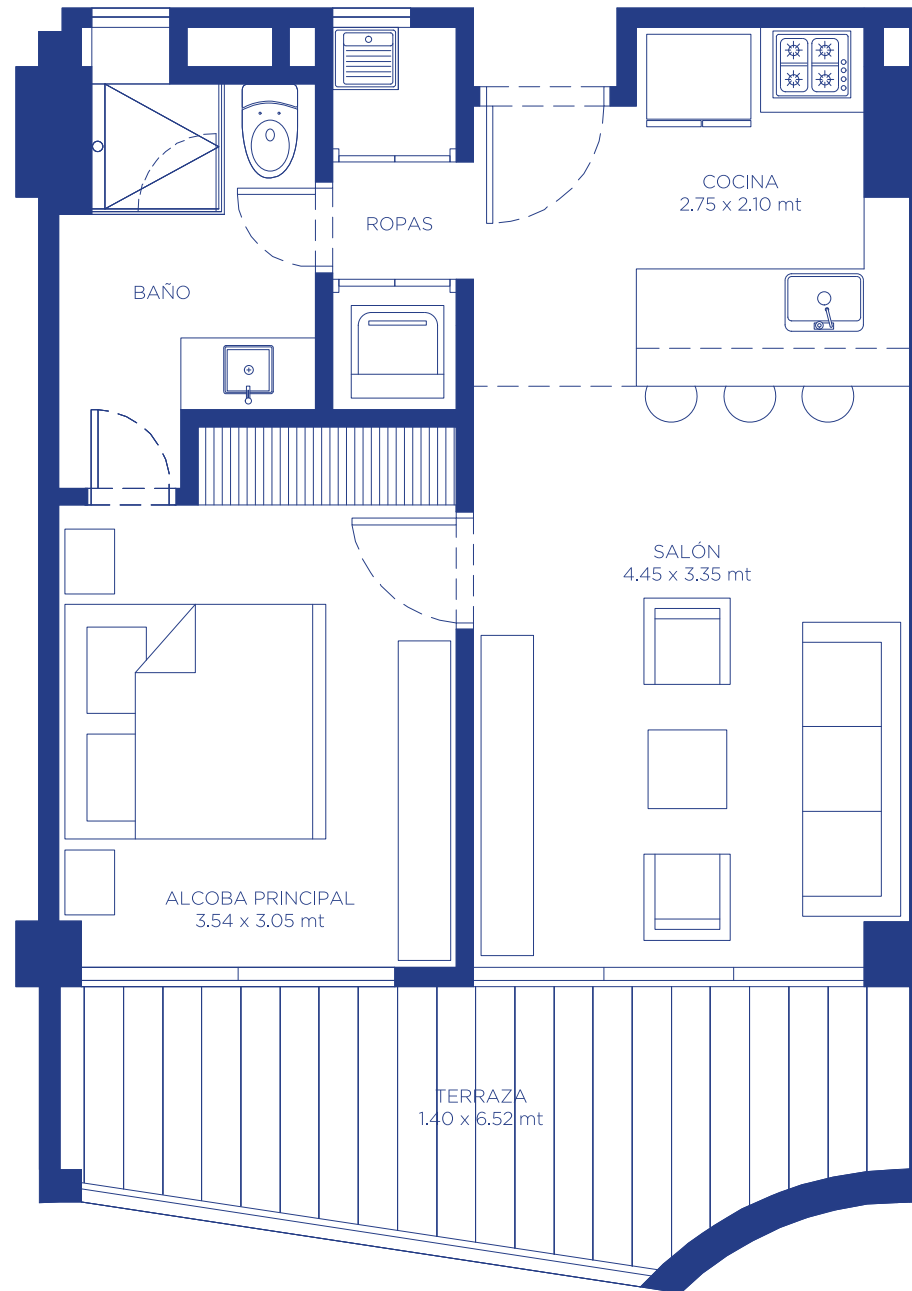 COCINA
2.75 x 2.10 mt
ROPAS
BAÑO
SALÓN
4.45 x 3.35 mt
ALCOBA PRINCIPAL
3.54 x 3.05 mt
TERRAZA
1.40 x 6.52 mt